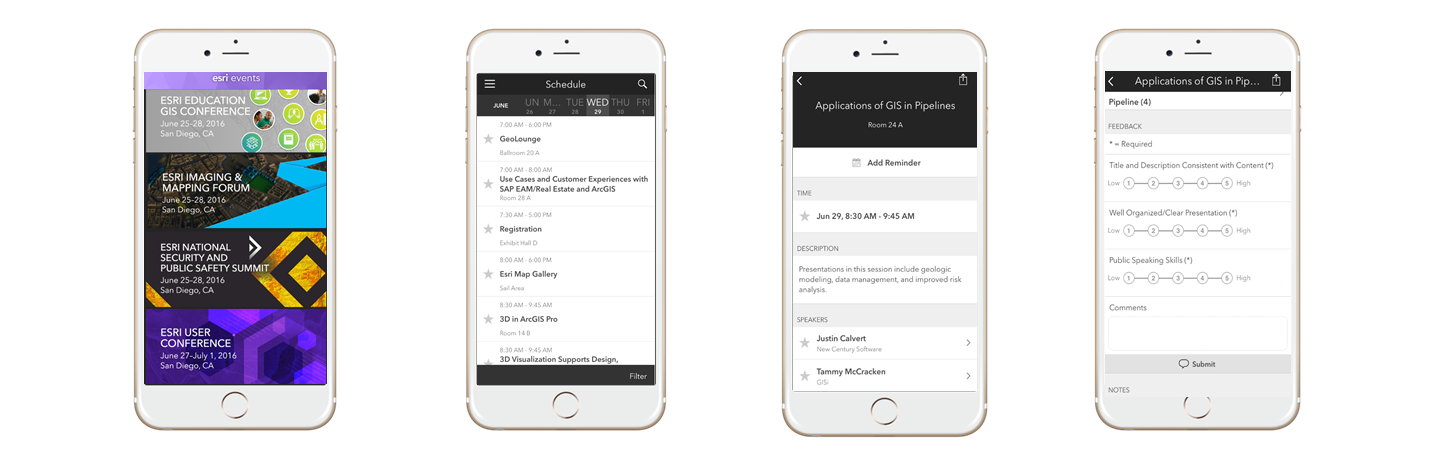 esri events
ESRI EDUCATION
GIS CONFERENCE
June 25-28, 2016
San Diego, CA
ESRI IMAGING &
MAPPING FORUM
June 25-28, 2016
San Diego, CA
ESRI NATIONAL
SECURITY AND
PUBLIC SAFETY SUMMIT
June 25-28, 2016
San Diego, CA
ESRI USER
CONFERENCE
June 27-July 1, 2016
San Diego, CA
Schedule
JUNE UN M... TUE WED THU FRI
26 27 28 29 30 1
7:00 AM - 6:00 PM
GeoLounge
Ballroom 20 A
7:00 AM - 8:00 AM
Use Cases and Customer Experiences with
SAP EAM/Real Estate and ArcGIS
Room 28 A
7:30 AM - 5:00 PM
Registration
Exhibit Hall D
8:00 AM - 6:00 PM
Esri Map Gallery
Sail Area
8:30 AM - 9:45 AM
3D in ArcGIS Pro
Room 14 B
8:30 AM - 9:45 AM
3D Visualization Supports Design,
Filter
Applications of GIS in Pipelines
Room 24 A
Add Reminder
TIME
Jun 29, 8:30 AM - 9:45 AM
DESCRIPTION
Presentations in this session include geologic
modeling, data management, and improved risk
analysis.
SPEAKERS
Justin Calvert
New Century Software
Tammy McCracken
GISi
Applications of GIS in Pip...
Pipeline (4)
FEEDBACK
* = Required
Title and Description Consistent with Content (*)
Low 1 2 3 4 5 High
Well Organized/Clear Presentation (*)
Low 1 2 3 4 5 High
Public Speaking Skills (*)
Low 1 2 3 4 5 High
Comments
Submit
NOTES